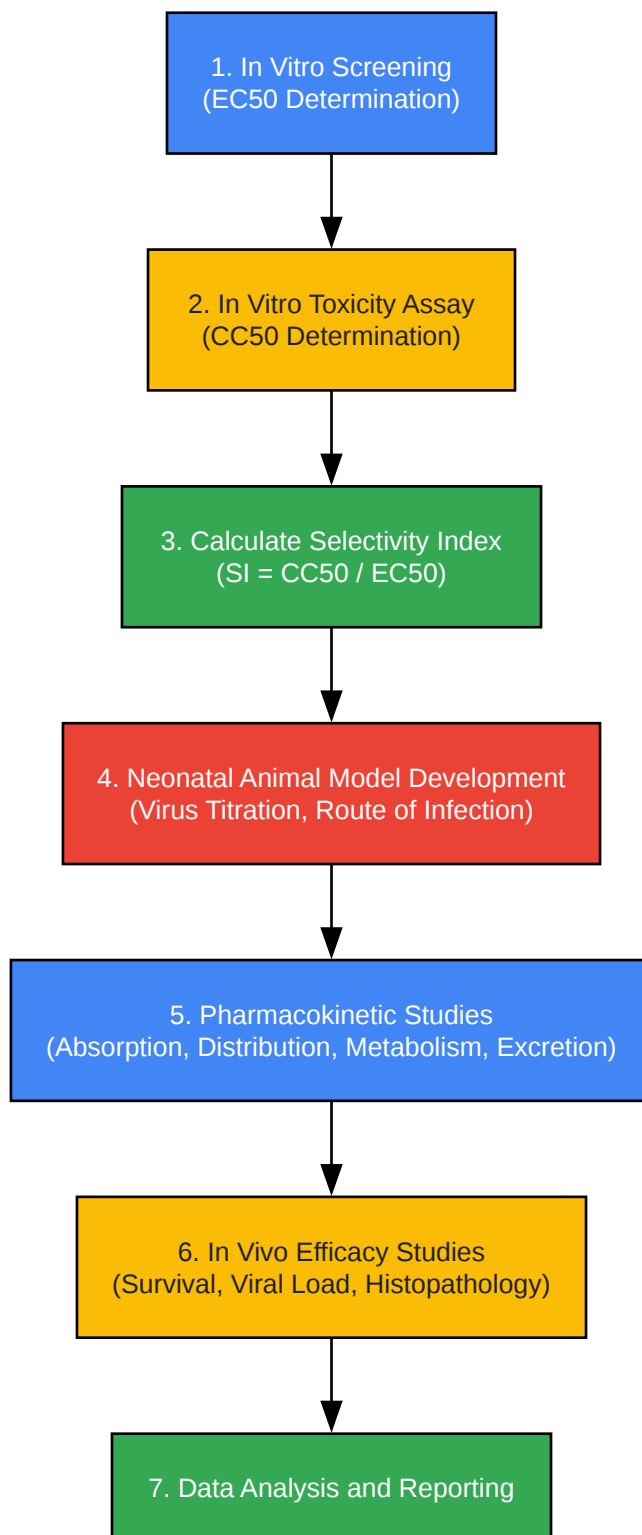 1. In Vitro Screening
(EC50 Determination)
2. In Vitro Toxicity Assay
(CC50 Determination)
3. Calculate Selectivity Index
(SI = CC50 / EC50)
4. Neonatal Animal Model Development
(Virus Titration, Route of Infection)
5. Pharmacokinetic Studies
(Absorption, Distribution, Metabolism, Excretion)
6. In Vivo Efficacy Studies
(Survival, Viral Load, Histopathology)
7. Data Analysis and Reporting